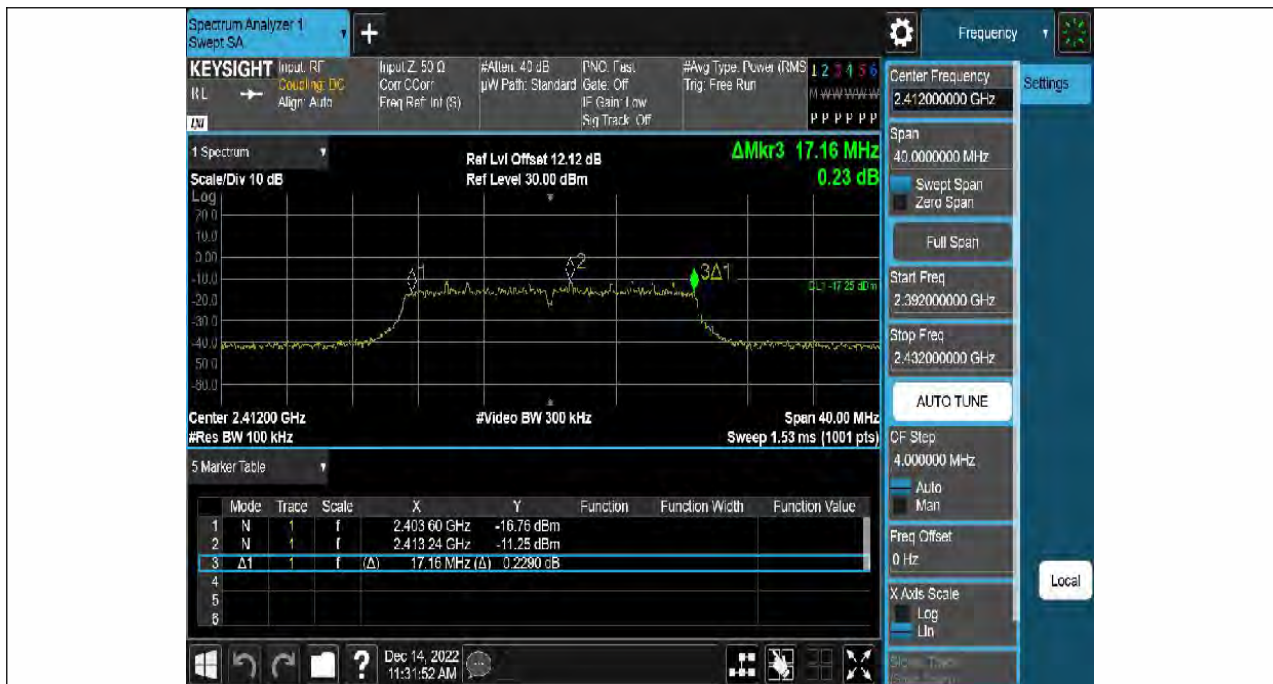 Spectrum Analyzer 1
Swept SA
+
Frequency
KEYSIGHT
RL
LXI
Input: RF
Coupling: DC
Align: Auto
Input Z: 50 Ω
Corr CCorr
Freq Ref: Int (S)
#Atten: 40 dB
µW Path: Standard
PNO: Fast
Gate: Off
IF Gain: Low
Sig Track: Off
#Avg Type: Power (RMS
Trig: Free Run
1 2 3 4 5 6
M W W W W W
P P P P P P
Center Frequency
2.412000000 GHz
Settings
Span
40.0000000 MHz
Swept Span
Zero Span
Full Span
Start Freq
2.392000000 GHz
Stop Freq
2.432000000 GHz
AUTO TUNE
CF Step
4.000000 MHz
Auto
Man
Freq Offset
0 Hz
X Axis Scale
Log
Lin
Local
1 Spectrum
Scale/Div 10 dB
Ref Lvl Offset 12.12 dB
Ref Level 30.00 dBm
ΔMkr3 17.16 MHz
0.23 dB
Log
20.0
10.0
0.00
-10.0
-20.0
-30.0
-40.0
-50.0
-60.0
1
2
3Δ1
DL1 -17.25 dBm
Center 2.41200 GHz
#Video BW 300 kHz
Span 40.00 MHz
#Res BW 100 kHz
Sweep 1.53 ms (1001 pts)
5 Marker Table
Mode Trace Scale X Y Function Function Width Function Value
1 N 1 f 2.403 60 GHz -16.76 dBm
2 N 1 f 2.413 24 GHz -11.25 dBm
3 Δ1 1 f (Δ) 17.16 MHz (Δ) 0.2290 dB
4
5
6
?
Dec 14, 2022
11:31:52 AM